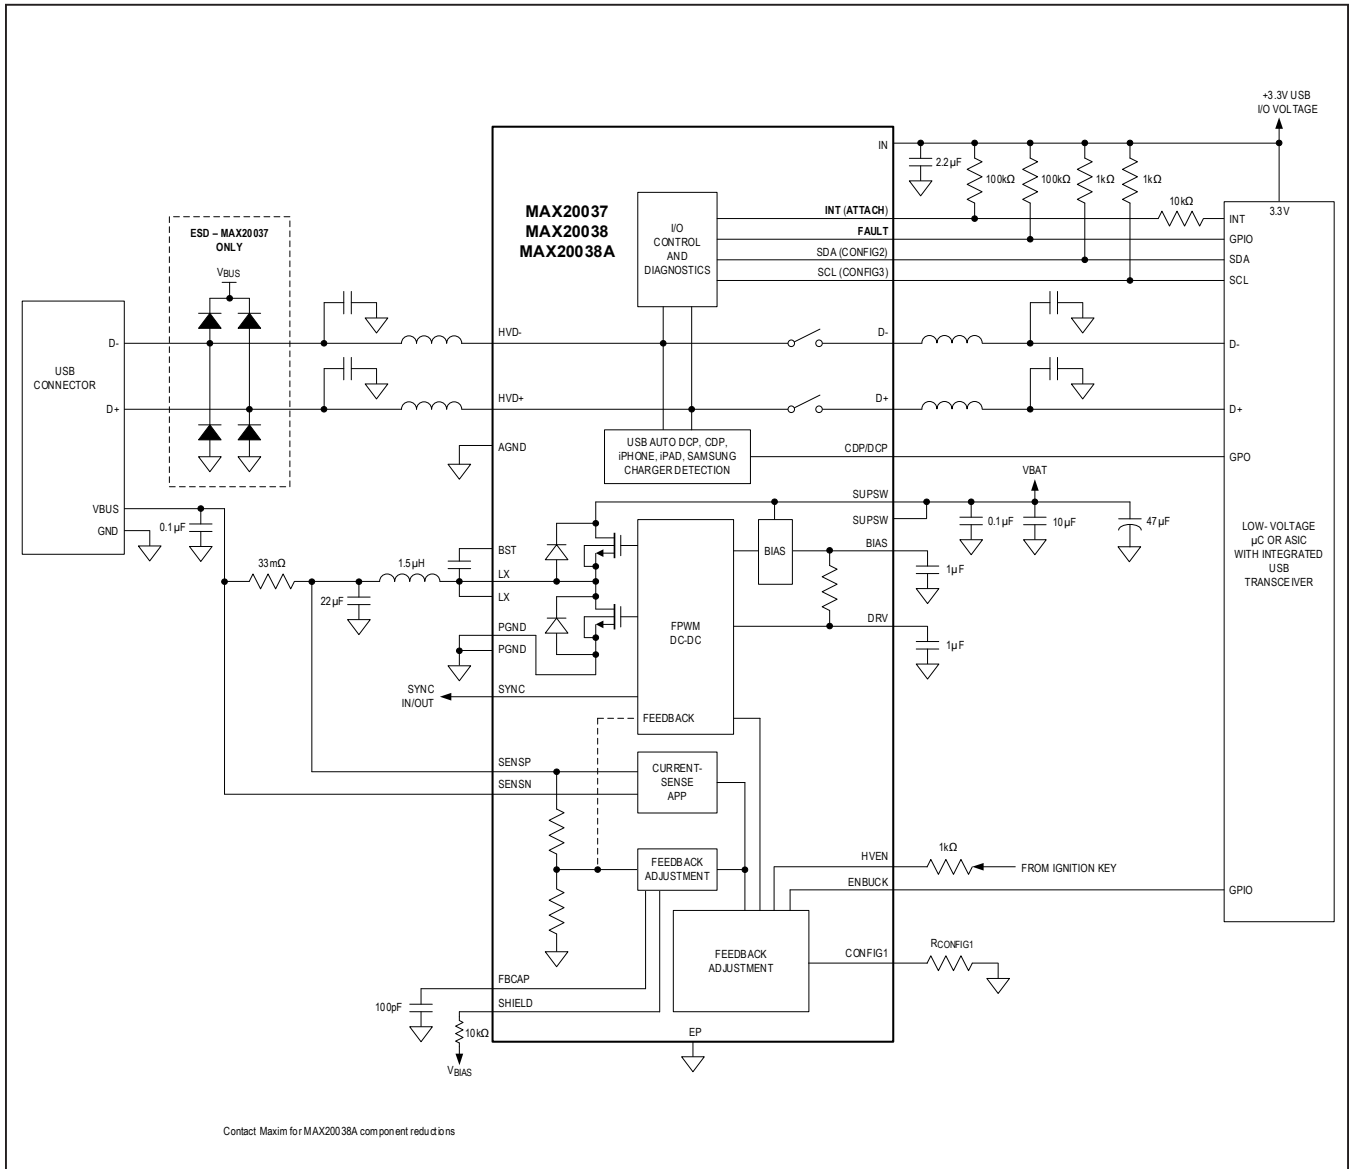 +3.3V USB
I/O VOLTAGE
IN
2.2µF
100kΩ
100kΩ
1kΩ
1kΩ
10kΩ
3.3V
MAX20037
MAX20038
MAX20038A
I/O
CONTROL
AND
DIAGNOSTICS
INT (ATTACH)
FAULT
SDA (CONFIG2)
SCL (CONFIG3)
INT
GPIO
SDA
SCL
ESD – MAX20037
ONLY
VBUS
USB
CONNECTOR
D-
D+
VBUS
GND
HVD-
HVD+
D-
D+
D-
D+
AGND
USB AUTO DCP, CDP,
iPHONE, iPAD, SAMSUNG
CHARGER DETECTION
CDP/DCP
GPO
VBAT
SUPSW
SUPSW
0.1µF
10µF
47µF
LOW- VOLTAGE
µC OR ASIC
WITH INTEGRATED
USB
TRANSCEIVER
0.1µF
33mΩ
1.5µH
22µF
BST
LX
LX
PGND
PGND
BIAS
BIAS
1µF
FPWM
DC-DC
DRV
1µF
SYNC
IN/OUT
SYNC
FEEDBACK
SENSP
SENSN
CURRENT-
SENSE
APP
FEEDBACK
ADJUSTMENT
HVEN
1kΩ
FROM IGNITION KEY
ENBUCK
GPIO
FEEDBACK
ADJUSTMENT
CONFIG1
RCONFIG1
FBCAP
100pF
SHIELD
10kΩ
VBIAS
EP
Contact Maxim for MAX20038A component reductions